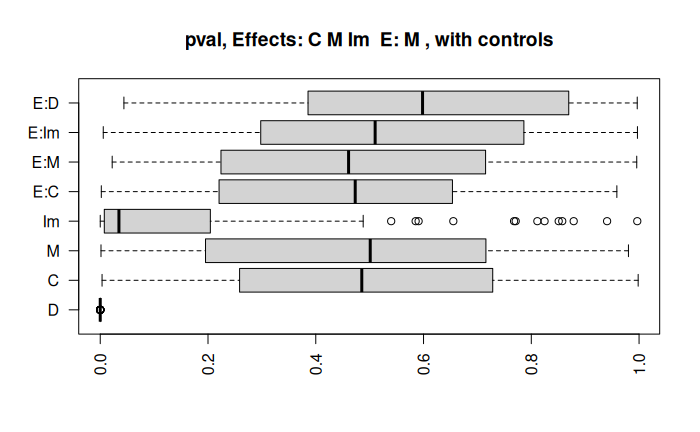 pval, Effects: C M Im  E: M , with controls
E:D
E:Im
E:M
E:C
Im
M
C
D
0.0 0.2 0.4 0.6 0.8 1.0